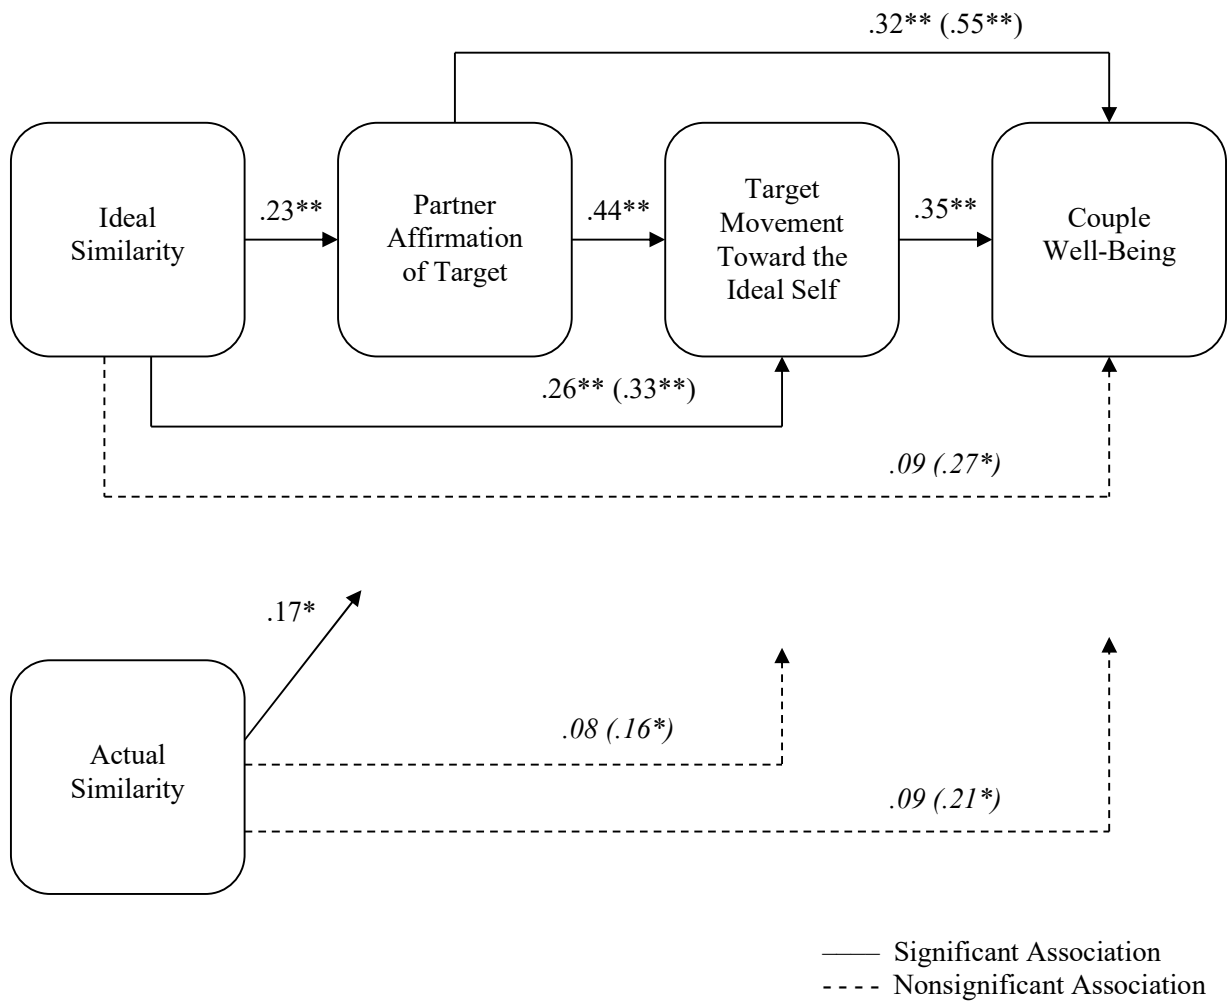 .32** (.55**)
Ideal
Similarity
.23**
Partner
Affirmation
of Target
.44**
Target
Movement
Toward the
Ideal Self
.35**
Couple
Well-Being
.26** (.33**)
.09 (.27*)
.17*
Actual
Similarity
.08 (.16*)
.09 (.21*)
Significant Association
Nonsignificant Association